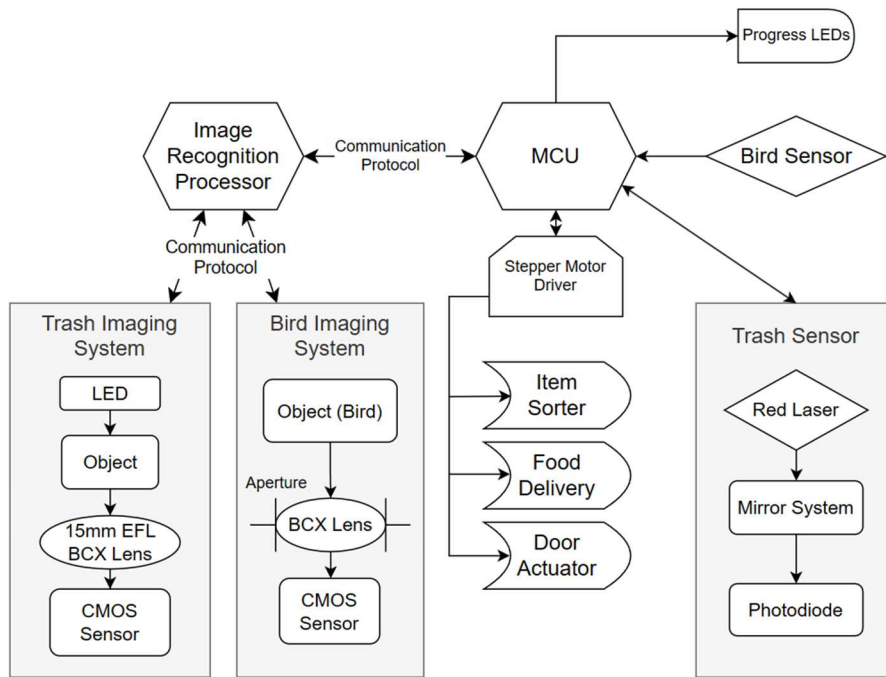 Progress LEDs
Image
Recognition
Processor
Communication
Protocol
MCU
Bird Sensor
Communication
Protocol
Stepper Motor
Driver
Trash Imaging
System
LED
Object
15mm EFL
BCX Lens
CMOS
Sensor
Bird Imaging
System
Object (Bird)
Aperture
BCX Lens
CMOS
Sensor
Item
Sorter
Food
Delivery
Door
Actuator
Trash Sensor
Red Laser
Mirror System
Photodiode